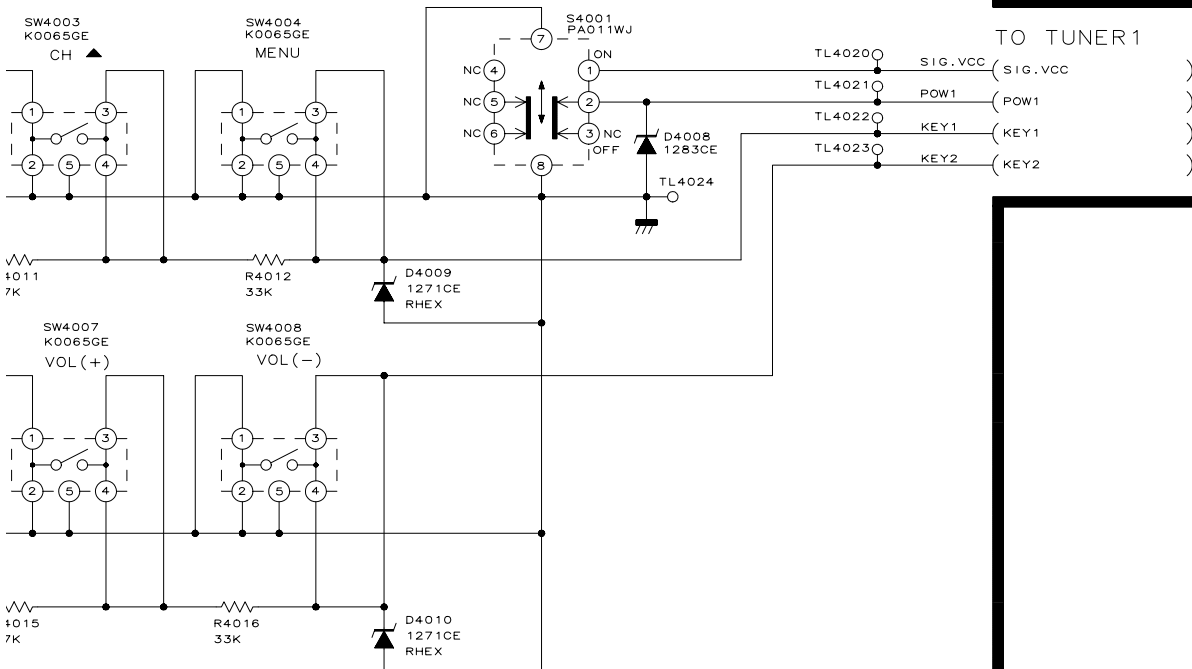 SW4003
K0065GE
CH ▲
SW4004
K0065GE
MENU
S4001
PA011WJ
7
ON
NC 4
1
NC 5
2
NC 6
3 NC
OFF
8
TL4020
SIG.VCC
TL4021
POW1
TL4022
KEY1
TL4023
KEY2
TO TUNER1
( SIG.VCC )
( POW1 )
( KEY1 )
( KEY2 )
1 3
2 5 4
1 3
2 5 4
D4008
1283CE
TL4024
4011
7K
R4012
33K
D4009
1271CE
RHEX
SW4007
K0065GE
VOL(+)
SW4008
K0065GE
VOL(-)
1 3
2 5 4
1 3
2 5 4
4015
7K
R4016
33K
D4010
1271CE
RHEX